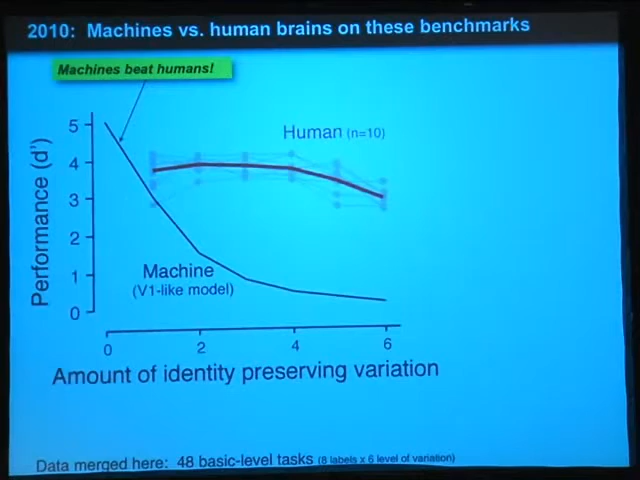 2010: Machines vs. human brains on these benchmarks
Machines beat humans!
5
4
3
2
1
0
Performance (d')
Human (n=10)
Machine
(V1-like model)
0 2 4 6
Amount of identity preserving variation
Data merged here: 48 basic-level tasks (8 labels x 6 level of variation)